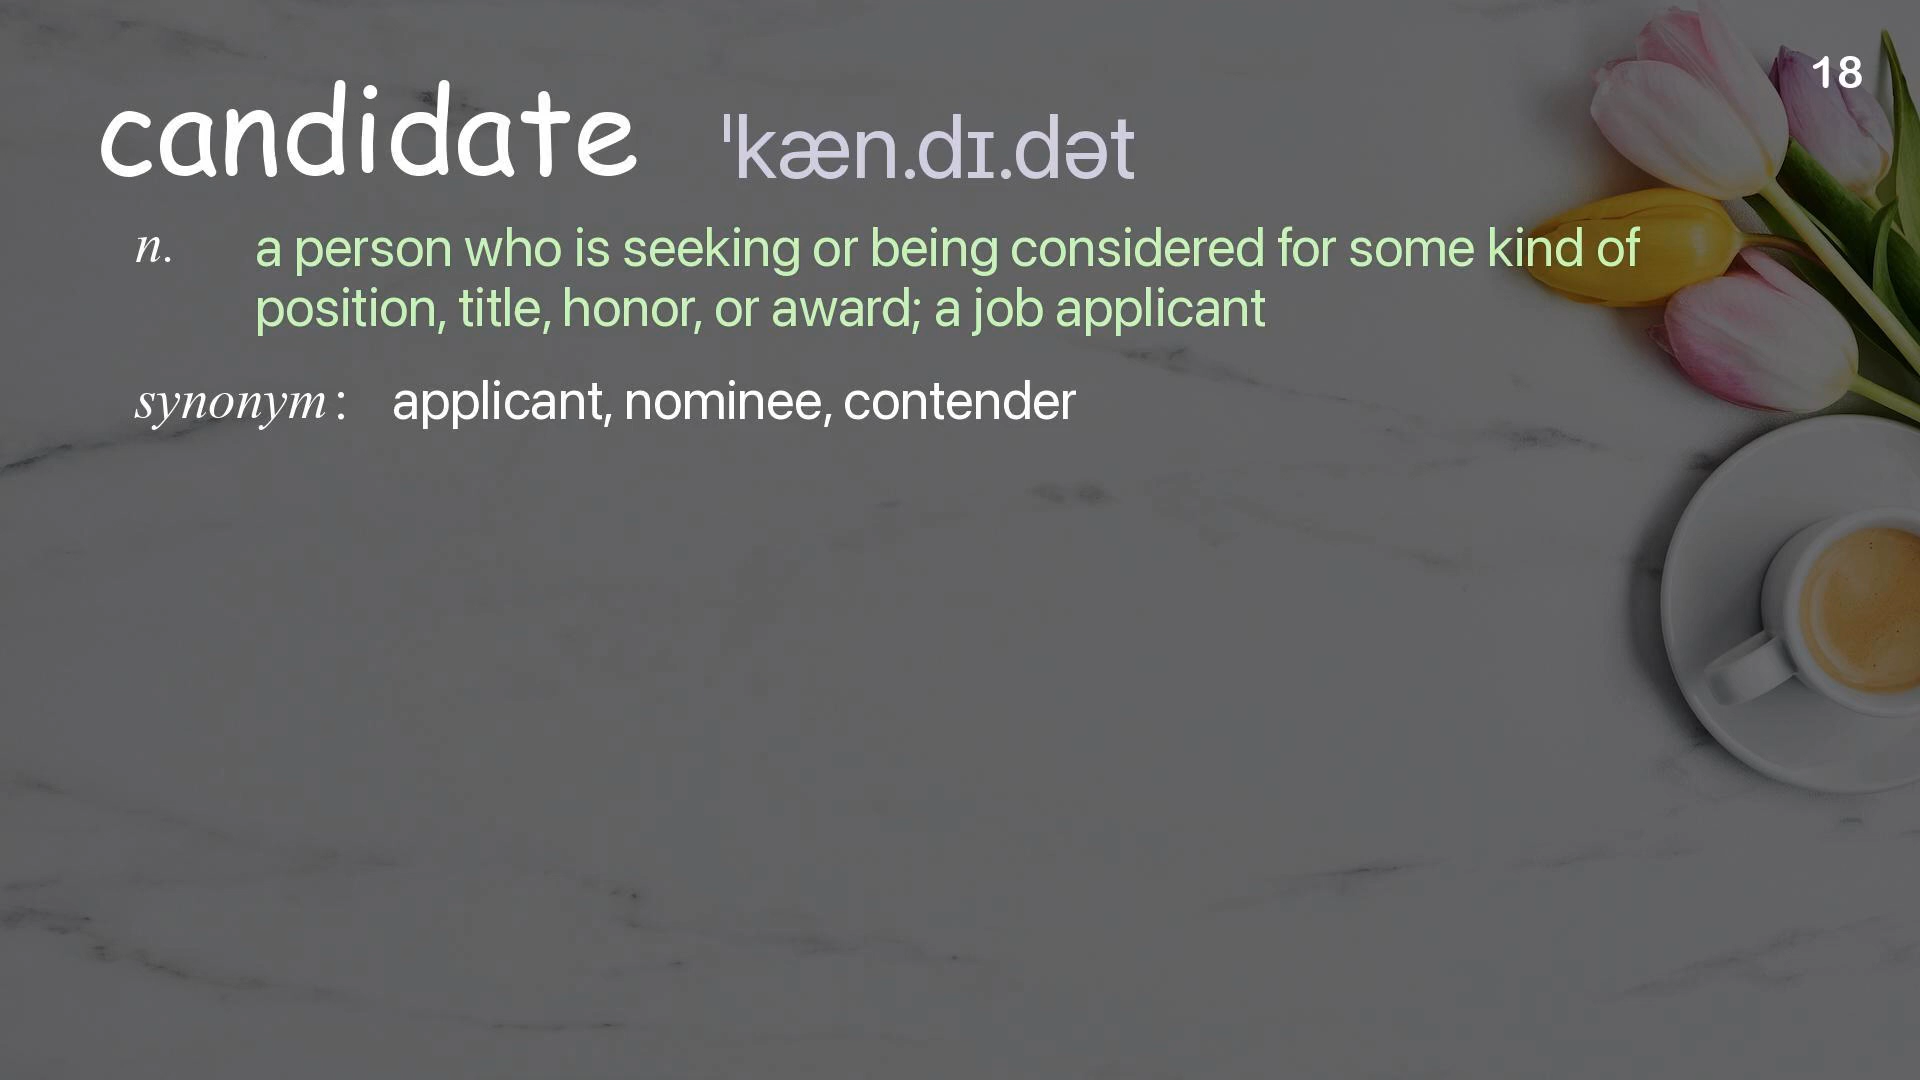 18
candidate ˈkæn.dɪ.dət
n. a person who is seeking or being considered for some kind of
position, title, honor, or award; a job applicant
synonym: applicant, nominee, contender